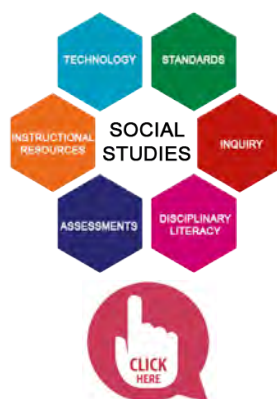 TECHNOLOGY
STANDARDS
INSTRUCTIONAL
RESOURCES
SOCIAL
STUDIES
INQUIRY
ASSESSMENTS
DISCIPLINARY
LITERACY
CLICK
HERE